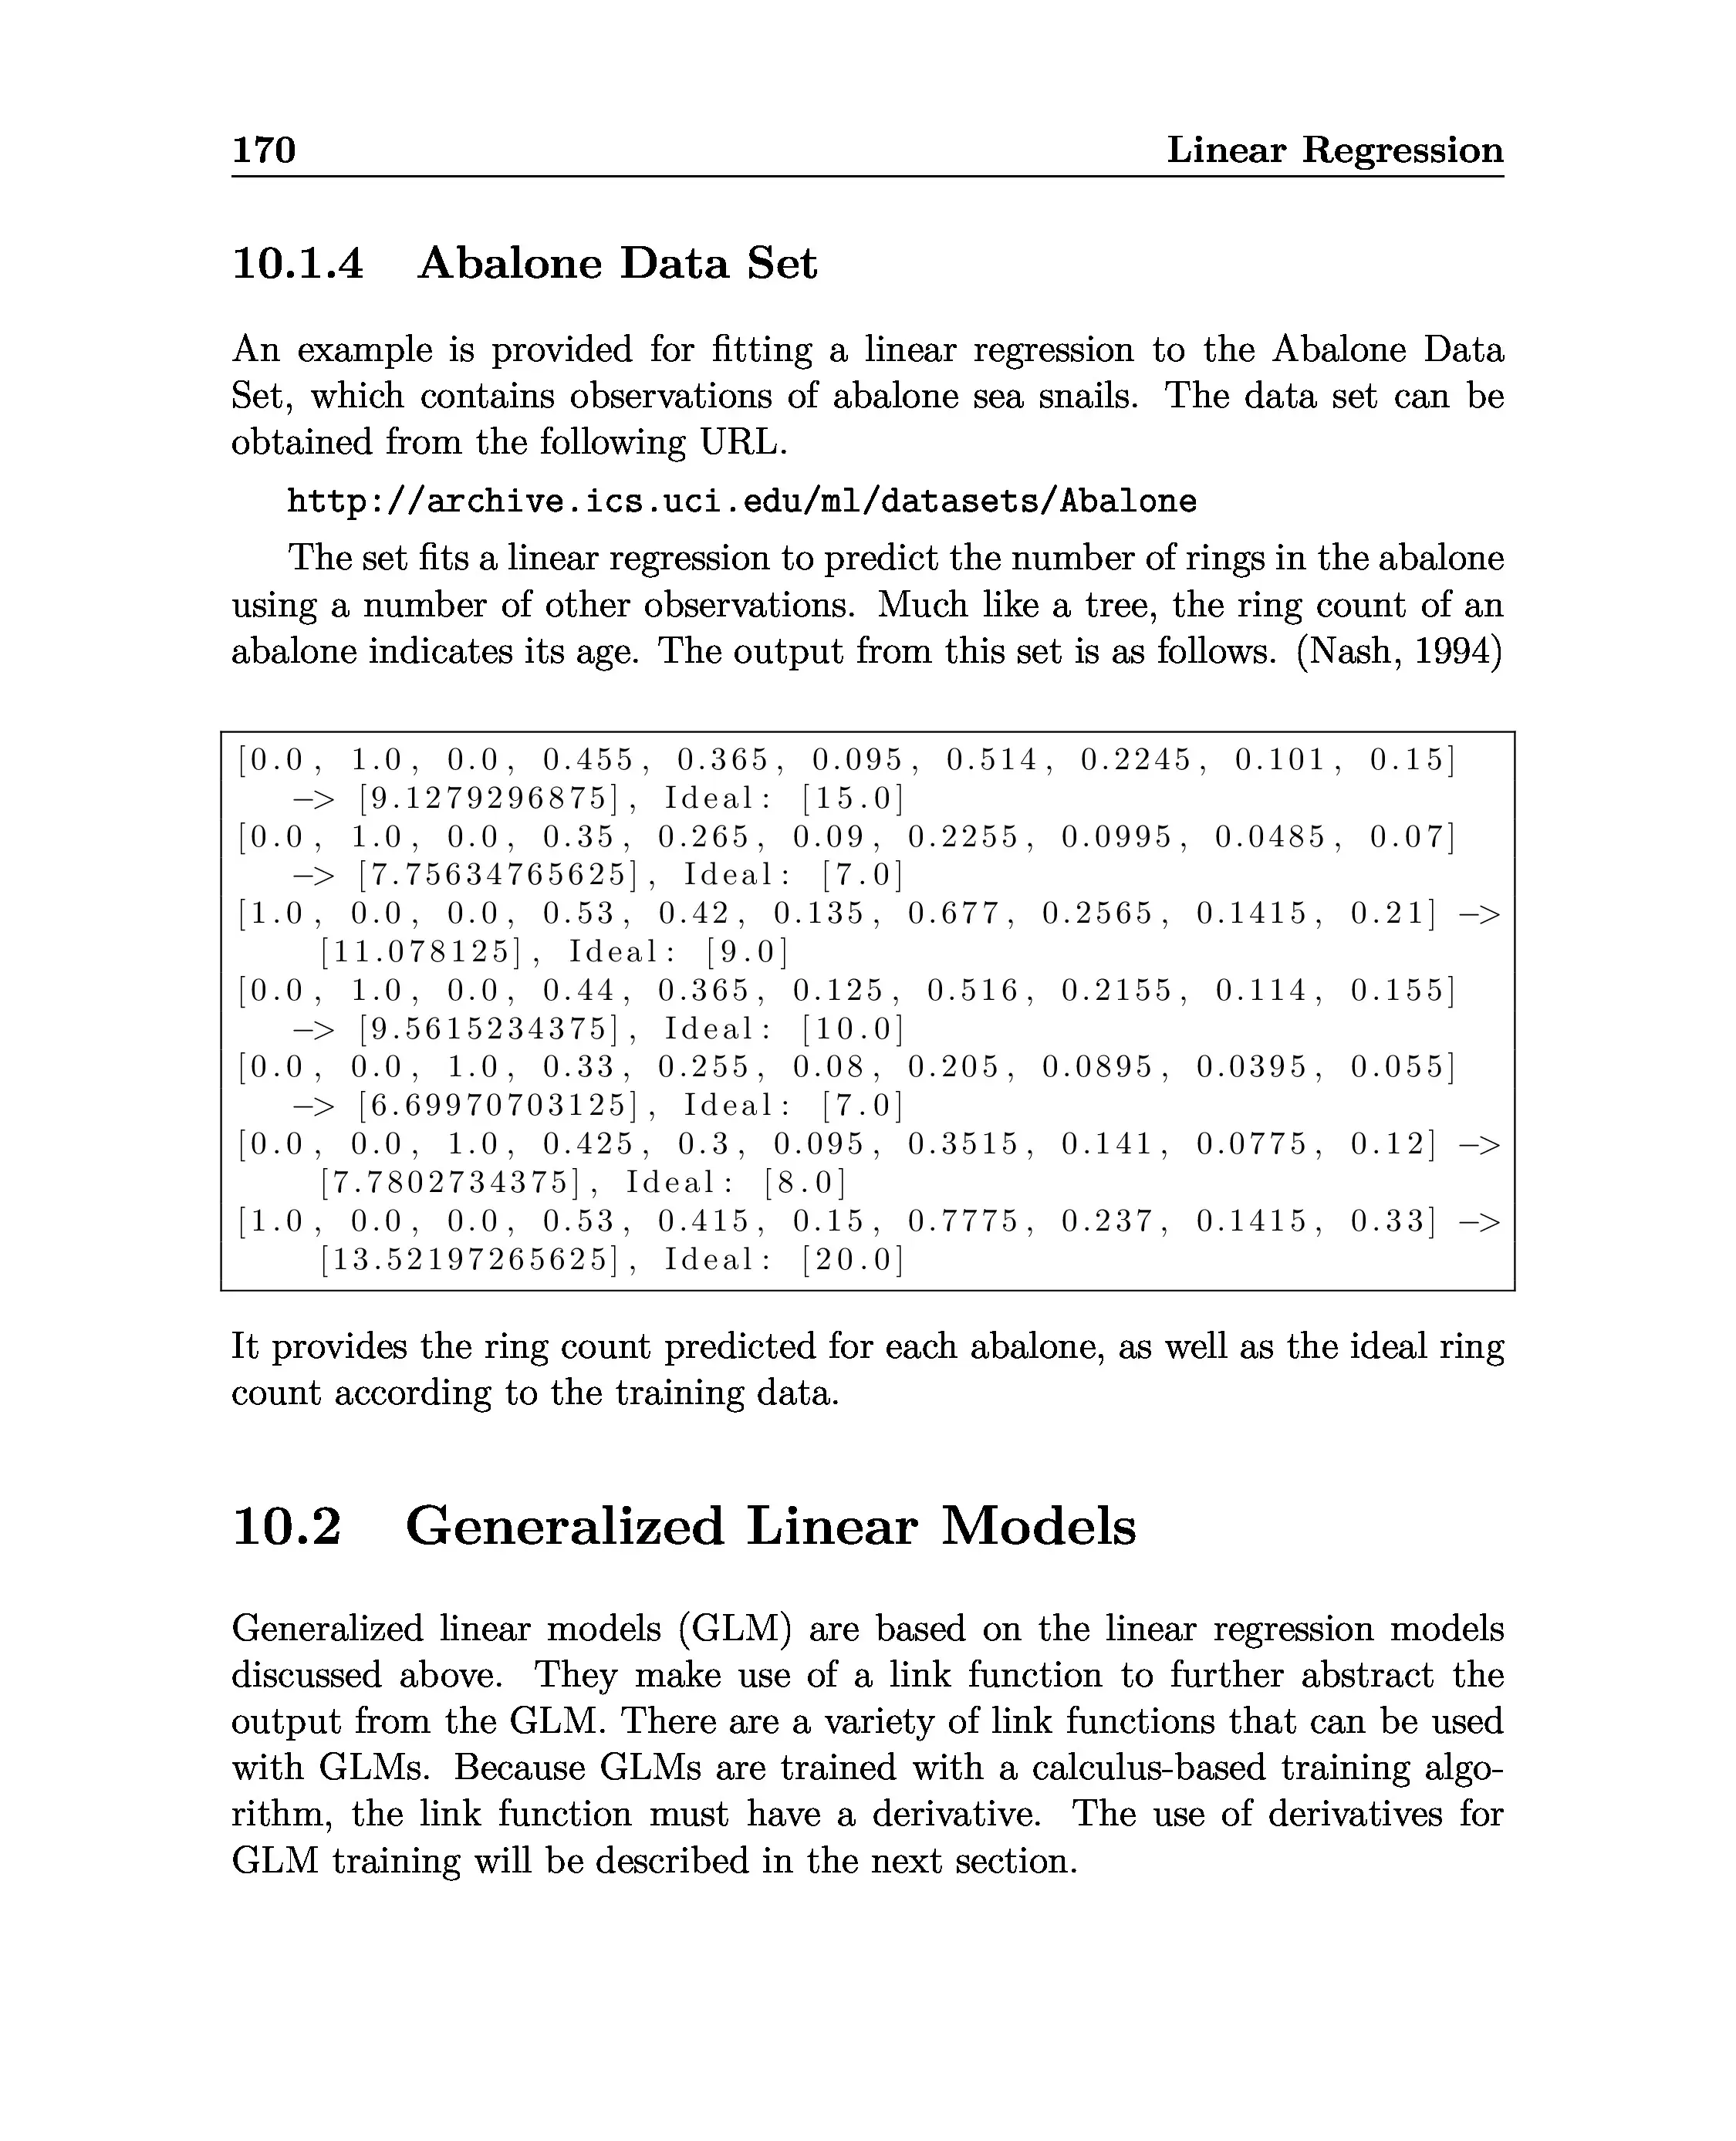 170 Linear Regression
10.1.4 Abalone Data Set
An example is provided for fitting a linear regression to the Abalone Data
Set, which contains observations of abalone sea snails. The data set can be
obtained from the following URL.
http://archive.ics.uci.edu/ml/datasets/Abalone
The set fits a linear regression to predict the number of rings in the abalone
using a number of other observations. Much like a tree, the ring count of an
abalone indicates its age. The output from this set is as follows. (Nash, 1994)
[0.0, 1.0, 0.0, 0.455, 0.365, 0.095, 0.514, 0.2245, 0.101, 0.15]
-> [9.1279296875], Ideal: [15.0]
[0.0, 1.0, 0.0, 0.35, 0.265, 0.09, 0.2255, 0.0995, 0.0485, 0.07]
-> [7.75634765625], Ideal: [7.0]
[1.0, 0.0, 0.0, 0.53, 0.42, 0.135, 0.677, 0.2565, 0.1415, 0.21] ->
[11.078125], Ideal: [9.0]
[0.0, 1.0, 0.0, 0.44, 0.365, 0.125, 0.516, 0.2155, 0.114, 0.155]
-> [9.5615234375], Ideal: [10.0]
[0.0, 0.0, 1.0, 0.33, 0.255, 0.08, 0.205, 0.0895, 0.0395, 0.055]
-> [6.69970703125], Ideal: [7.0]
[0.0, 0.0, 1.0, 0.425, 0.3, 0.095, 0.3515, 0.141, 0.0775, 0.12] ->
[7.7802734375], Ideal: [8.0]
[1.0, 0.0, 0.0, 0.53, 0.415, 0.15, 0.7775, 0.237, 0.1415, 0.33] ->
[13.52197265625], Ideal: [20.0]
It provides the ring count predicted for each abalone, as well as the ideal ring
count according to the training data.
10.2 Generalized Linear Models
Generalized linear models (GLM) are based on the linear regression models
discussed above. They make use of a link function to further abstract the
output from the GLM. There are a variety of link functions that can be used
with GLMs. Because GLMs are trained with a calculus-based training algo-
rithm, the link function must have a derivative. The use of derivatives for
GLM training will be described in the next section.